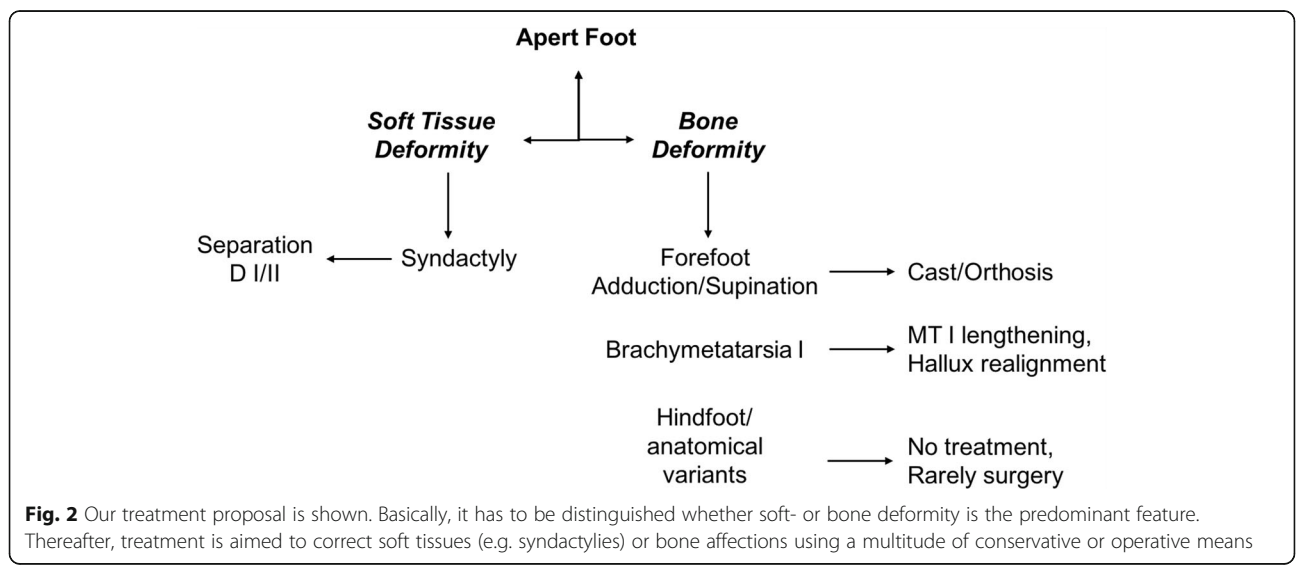 Apert Foot
Soft Tissue
Deformity
Bone
Deformity
Separation
D I/II
Syndactyly
Forefoot
Adduction/Supination
Cast/Orthosis
Brachymetatarsia I
MT I lengthening,
Hallux realignment
Hindfoot/
anatomical
variants
No treatment,
Rarely surgery
Fig. 2 Our treatment proposal is shown. Basically, it has to be distinguished whether soft- or bone deformity is the predominant feature.
Thereafter, treatment is aimed to correct soft tissues (e.g. syndactylies) or bone affections using a multitude of conservative or operative means